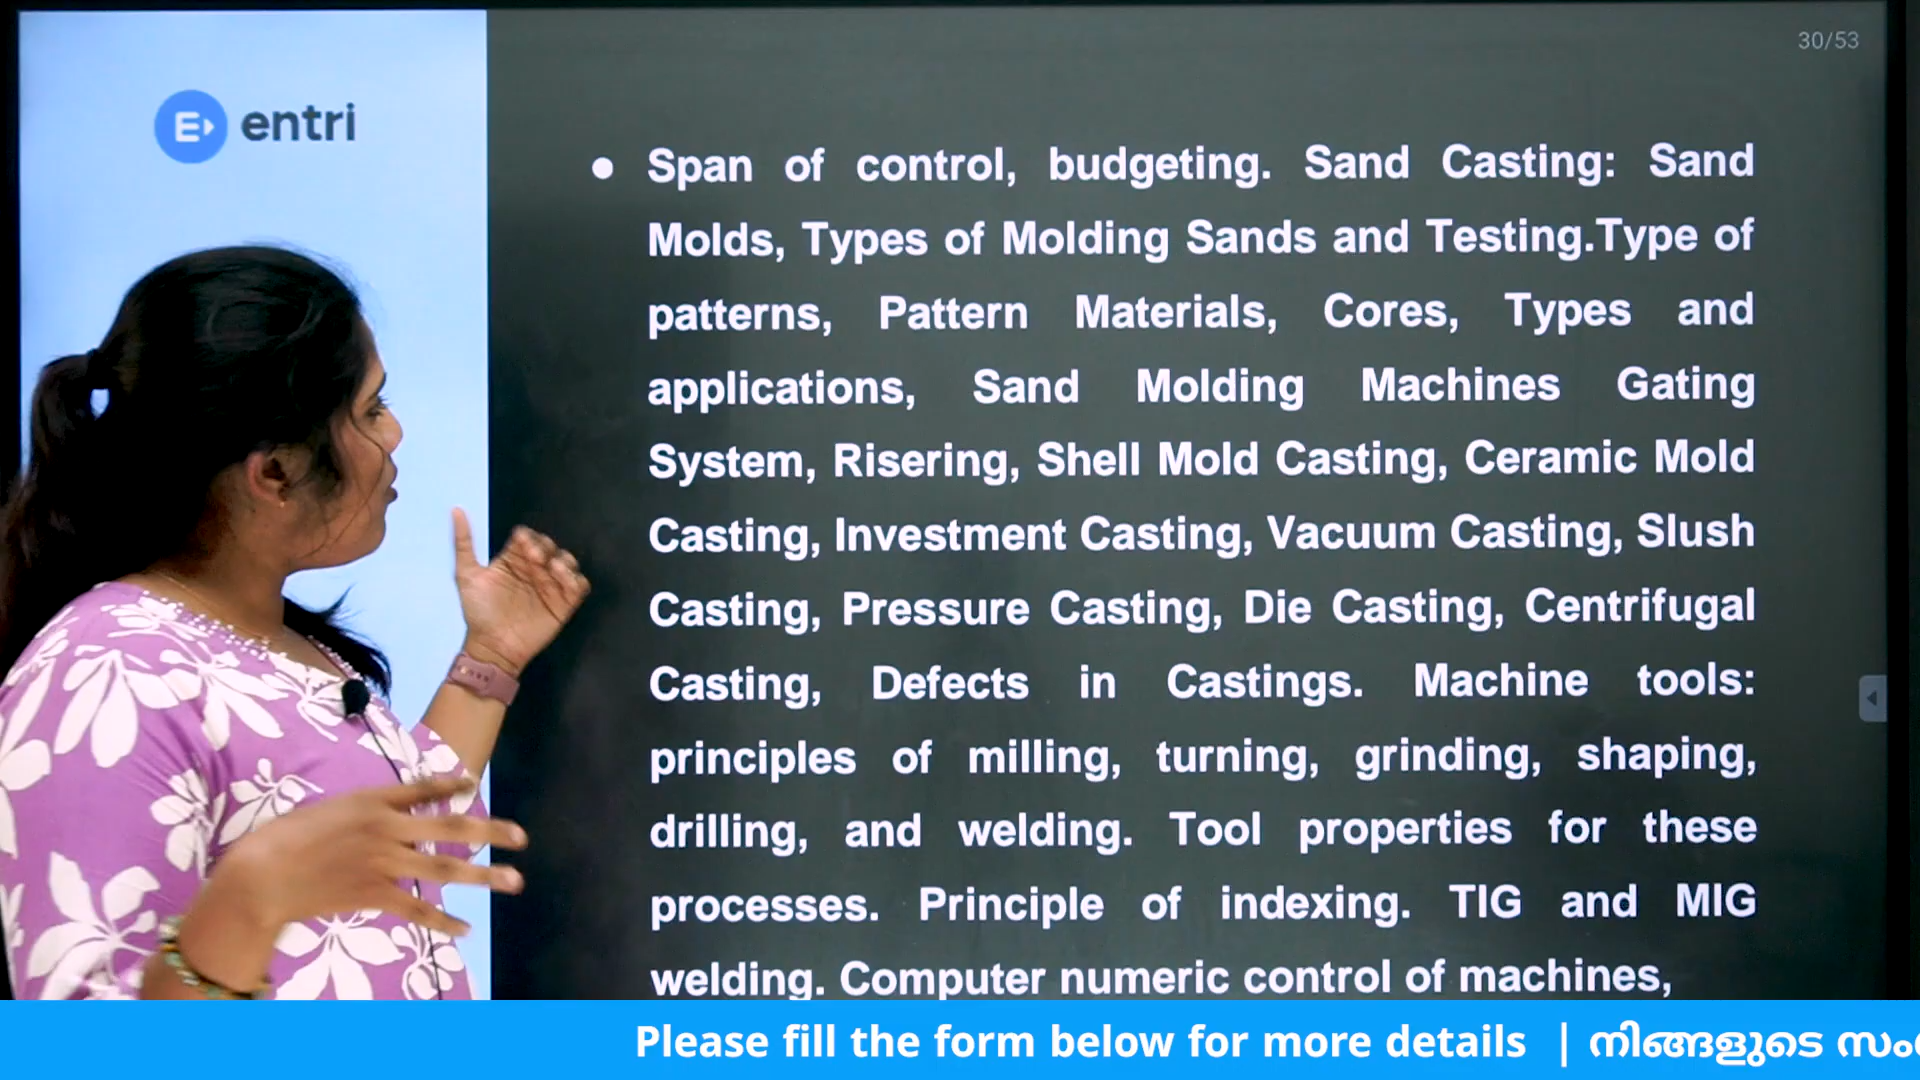 30/53
entri
Span of control, budgeting. Sand Casting: Sand
Molds, Types of Molding Sands and Testing.Type of
patterns, Pattern Materials, Cores, Types and
applications, Sand Molding Machines Gating
System, Risering, Shell Mold Casting, Ceramic Mold
Casting, Investment Casting, Vacuum Casting, Slush
Casting, Pressure Casting, Die Casting, Centrifugal
Casting, Defects in Castings. Machine tools:
principles of milling, turning, grinding, shaping,
drilling, and welding. Tool properties for these
processes. Principle of indexing. TIG and MIG
welding. Computer numeric control of machines,
Please fill the form below for more details | നിങ്ങളുടെ